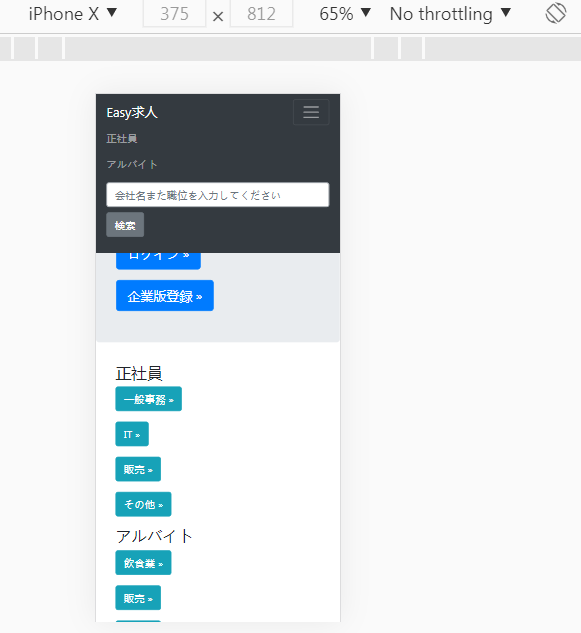 iPhone X ▼ 375 × 812 65% ▼ No throttling ▼
Easy求人
正社員
アルバイト
会社名また職位を入力してください
検索
ログイン »
企業版登録 »
正社員
一般事務 »
IT »
販売 »
その他 »
アルバイト
飲食業 »
販売 »